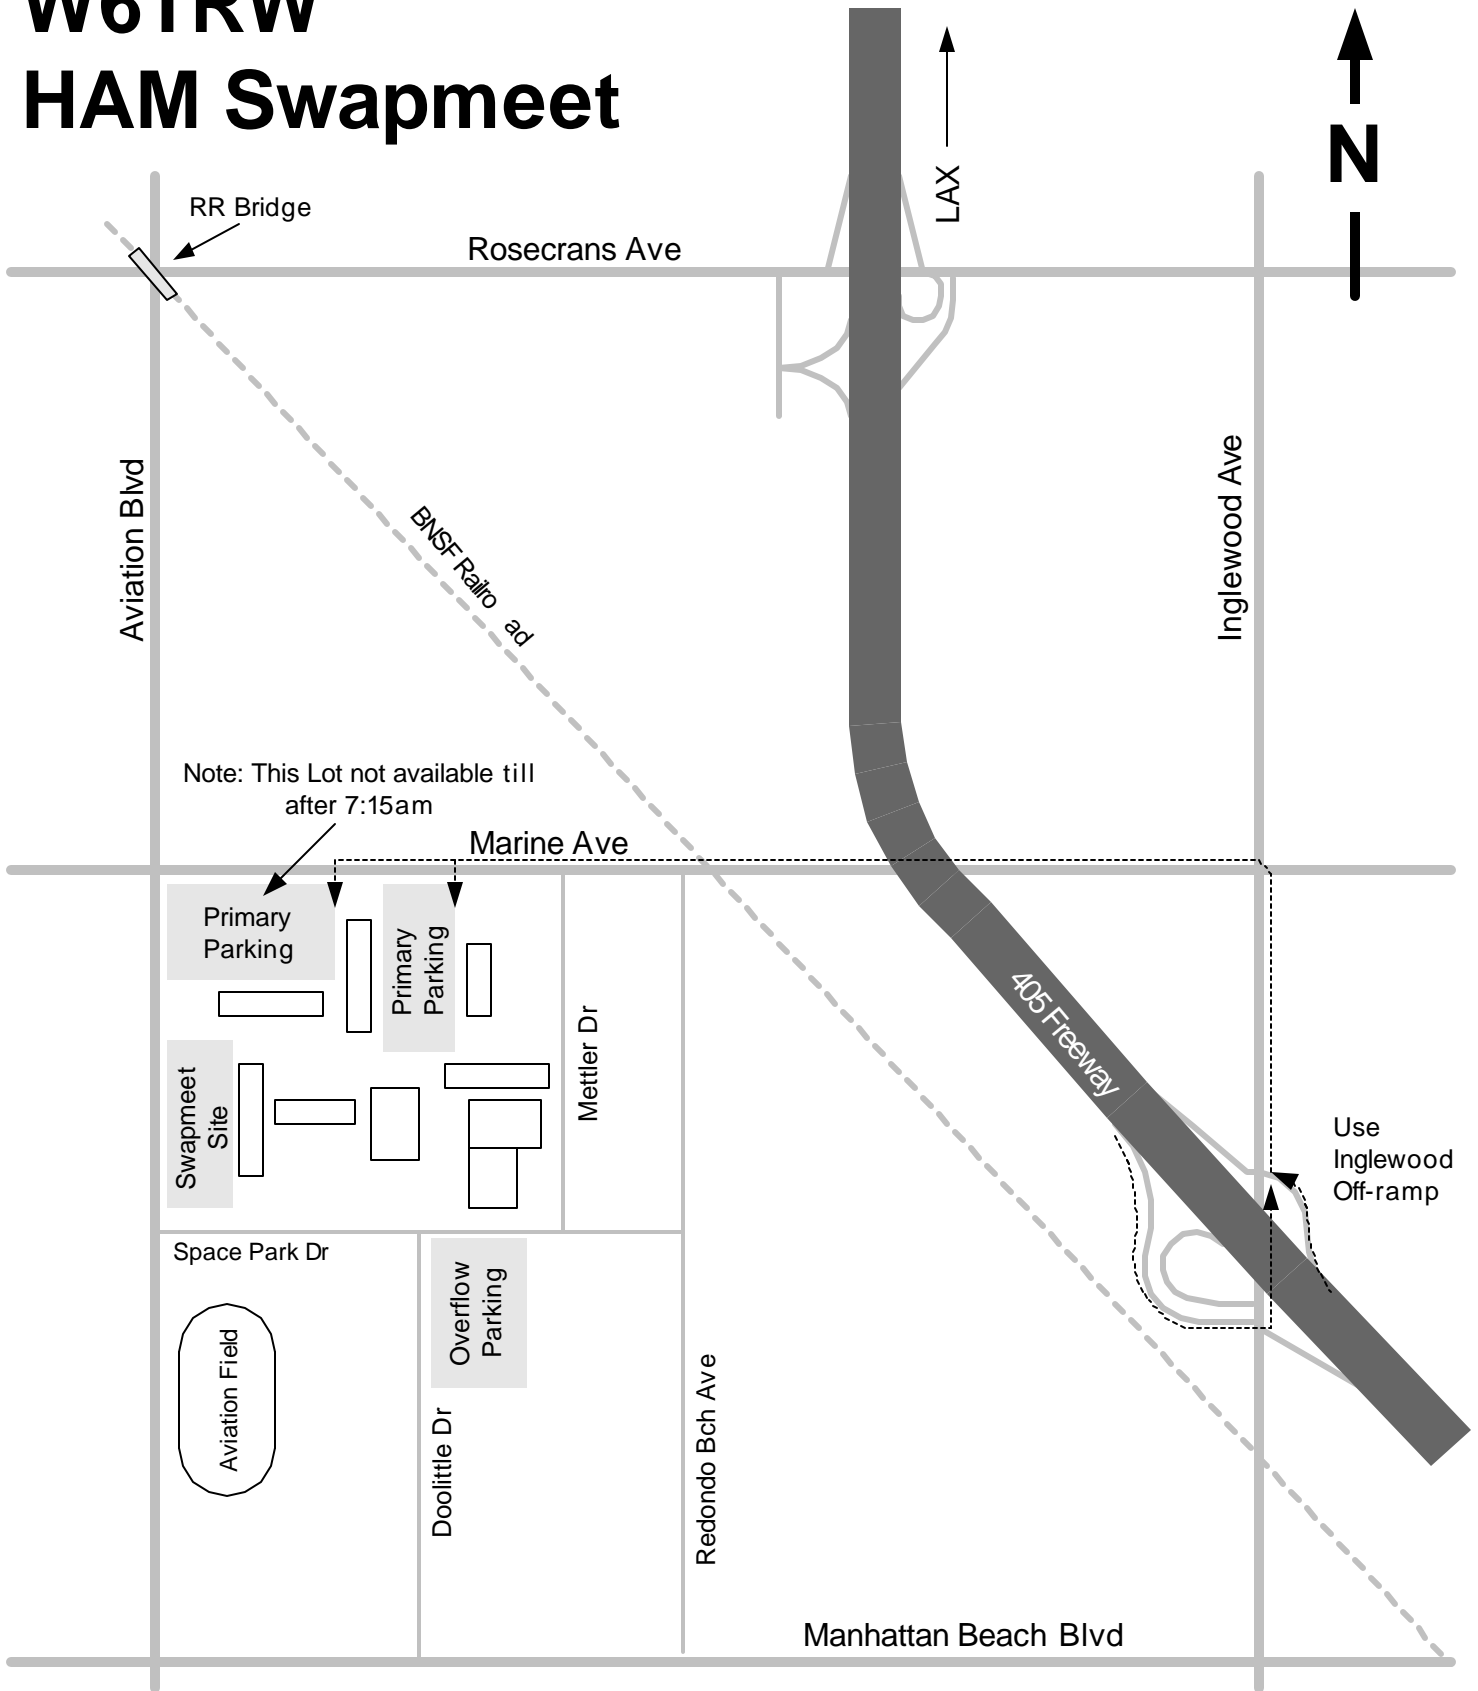 W6TRW
HAM Swapmeet
LAX
N
RR Bridge
Rosecrans Ave
Aviation Blvd
BNSF Railro ad
Inglewood Ave
Note: This Lot not available till
after 7:15am
Marine Ave
Primary
Parking
Primary
Parking
405 Freeway
Mettler Dr
Swapmeet
Site
Use
Inglewood
Off-ramp
Space Park Dr
Overflow
Parking
Aviation Field
Doolittle Dr
Redondo Bch Ave
Manhattan Beach Blvd